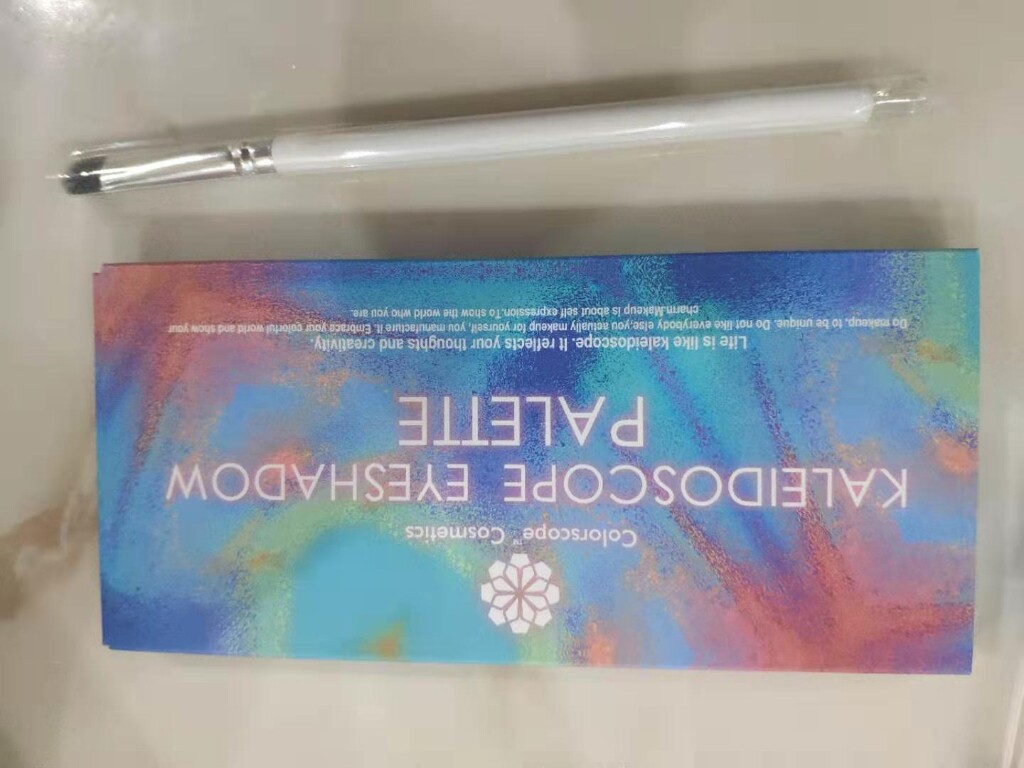 Colorscope™ Cosmetics
KALEIDOSCOPE EYESHADOW
PALETTE
Life is like kaleidoscope. It reflects your thoughts and creativity.
Do makeup. to be unique. Do not like everybody else.you actually makeup for yourself, you manufacture it. Embrace your colorful and world show and your
charm.Makeup is about self expression.To show the world who you are.